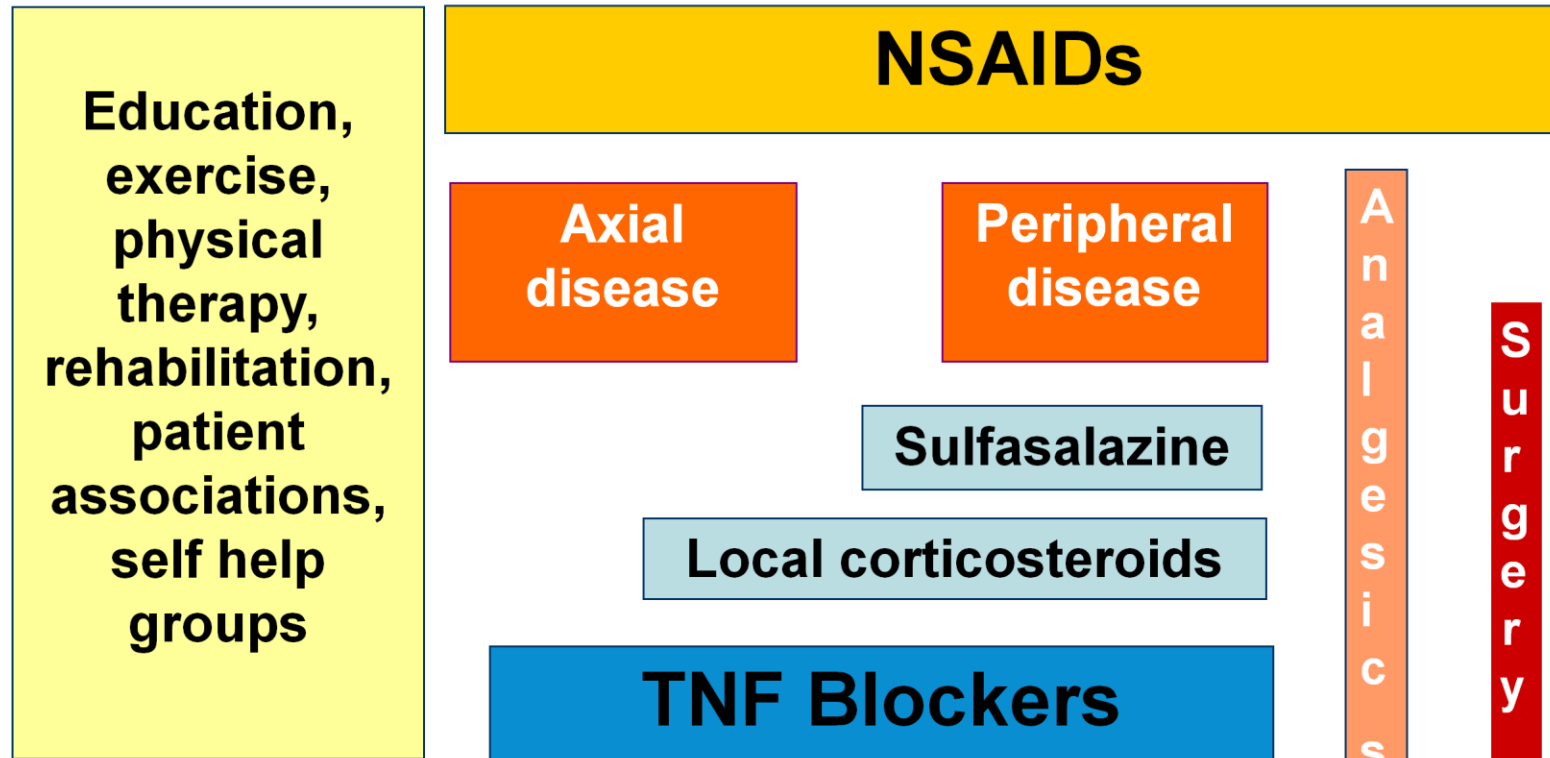 Education,
exercise,
physical
therapy,
rehabilitation,
patient
associations,
self help
groups
NSAIDs
Axial
disease
Peripheral
disease
Sulfasalazine
Local corticosteroids
TNF Blockers
Analgesics
Surgery